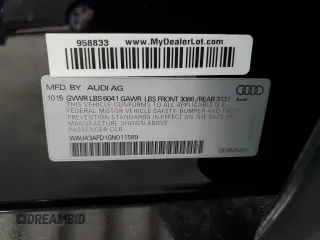 958833
www.MyDealerLot.com
MFD. BY AUDI AG
10 15 GVWR LBS 6041 GAWR LBS FRONT 3086 /REAR 3131
THIS VEHICLE CONFORMS TO ALL APPLICABLE U.S.
FEDERAL MOTOR VEHICLE SAFETY, BUMPER AND
THEFT PREVENTION STANDARDS IN EFFECT ON THE
DATE OF MANUFACTURE SHOWN ABOVE.
PASSENGER CAR
WAU43AFD1GN011589
Audi
GERMANY
DREAMBID